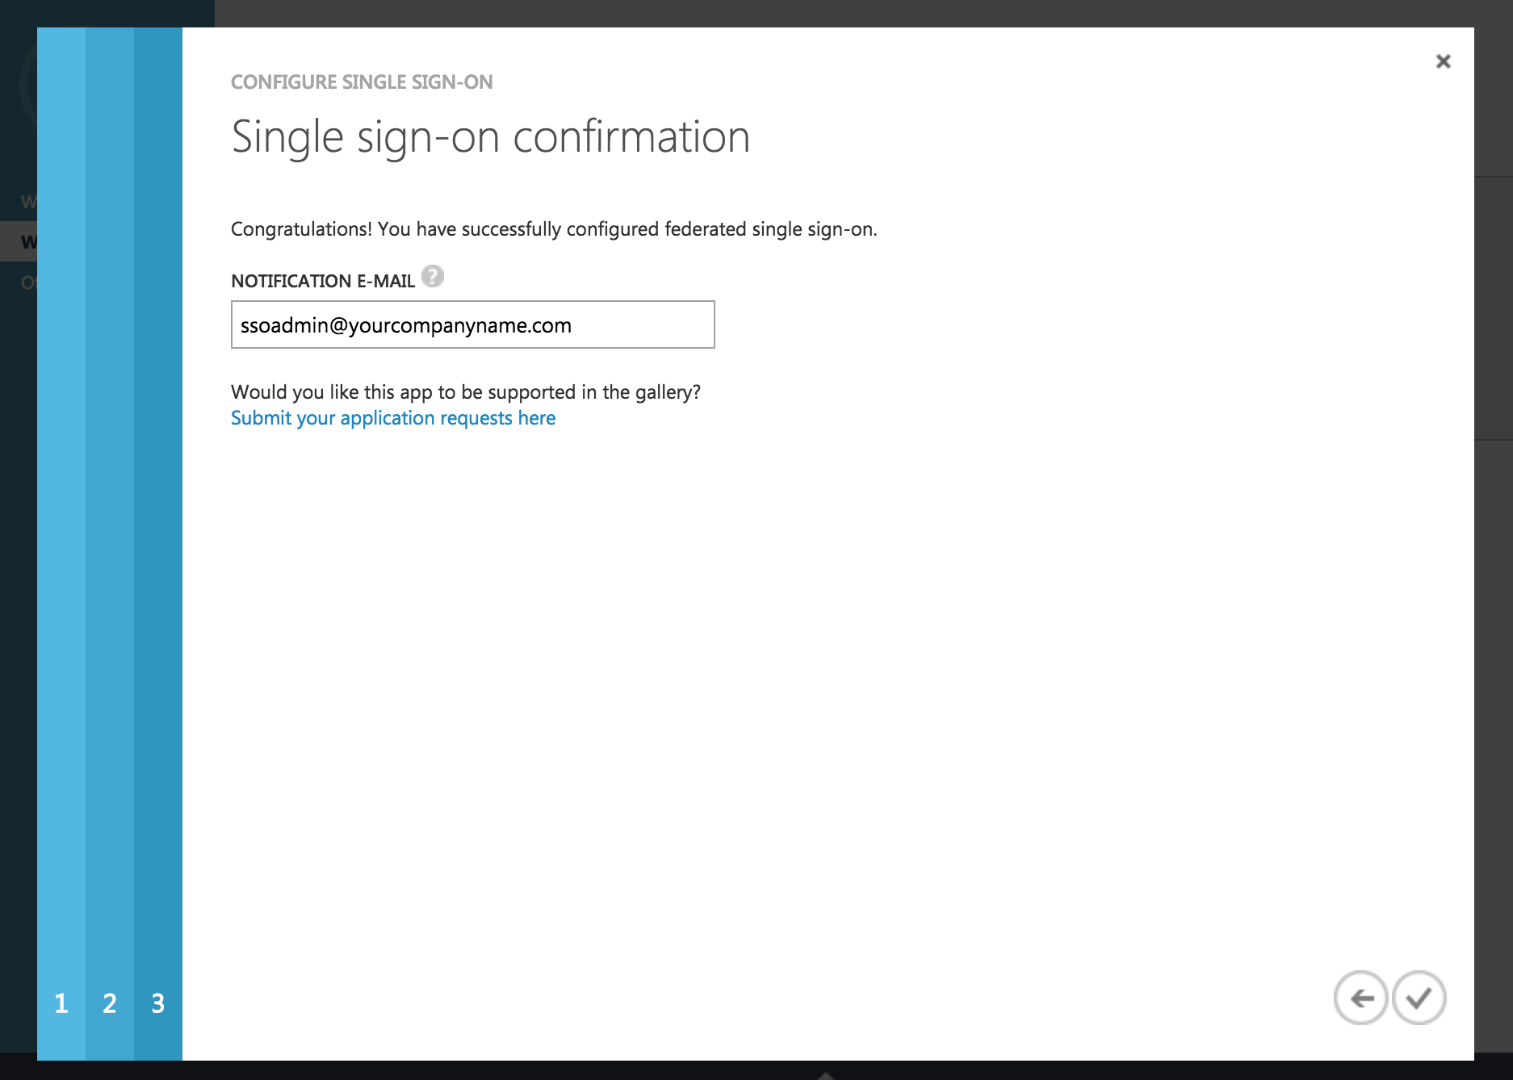 CONFIGURE SINGLE SIGN-ON
Single sign-on confirmation
Congratulations! You have successfully configured federated single sign-on.
NOTIFICATION E-MAIL ?
ssoadmin@yourcompanyname.com
Would you like this app to be supported in the gallery?
Submit your application requests here
1 2 3